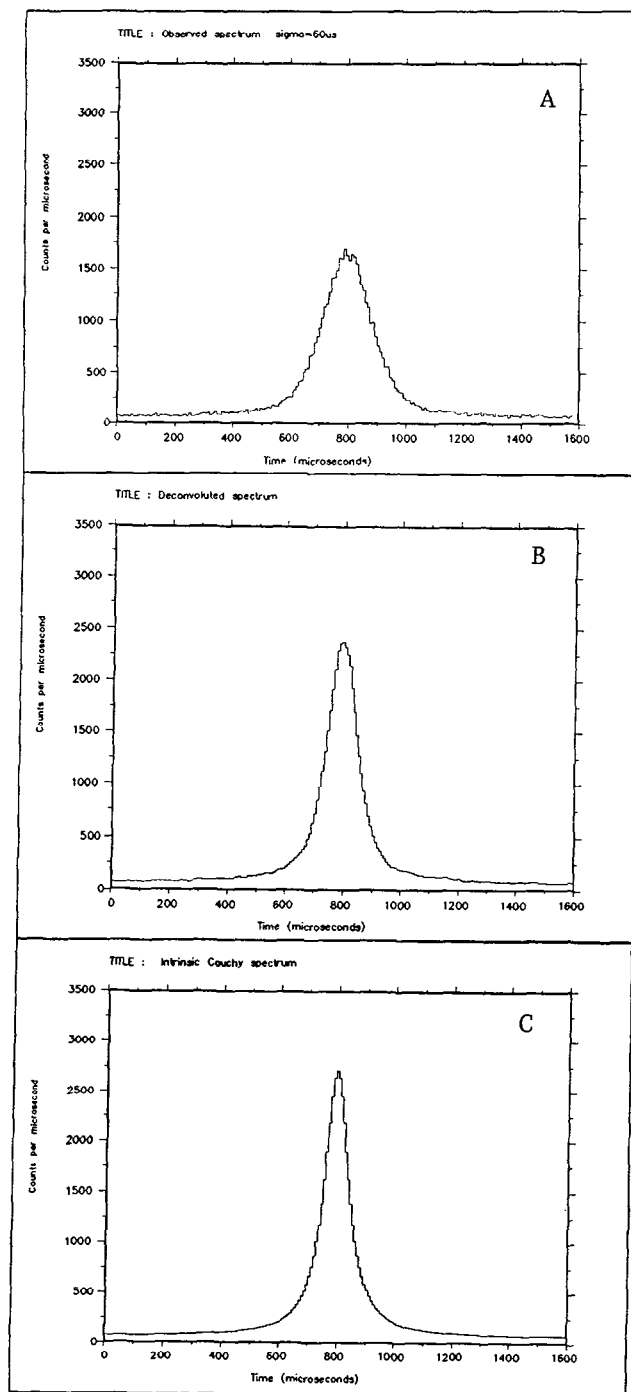 TITLE : Observed spectrum sigma=60us
A
3500
3000
2500
2000
1500
1000
500
0
Counts per microsecond
0 200 400 600 800 1000 1200 1400 1600
Time (microseconds)
TITLE : Deconvoluted spectrum
B
3500
3000
2500
2000
1500
1000
500
0
Counts per microsecond
0 200 400 600 800 1000 1200 1400 1600
Time (microseconds)
TITLE : Intrinsic Cauchy spectrum
C
3500
3000
2500
2000
1500
1000
500
0
Counts per microsecond
0 200 400 600 800 1000 1200 1400 1600
Time (microseconds)